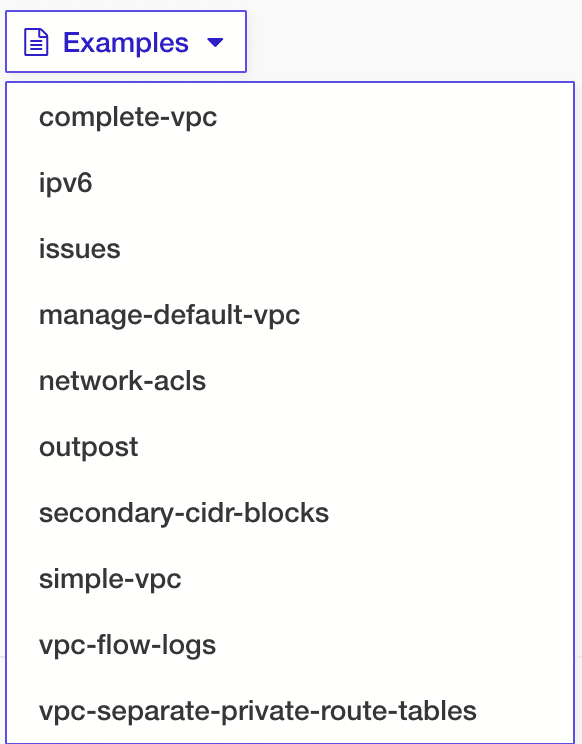 Examples
complete-vpc
ipv6
issues
manage-default-vpc
network-acls
outpost
secondary-cidr-blocks
simple-vpc
vpc-flow-logs
vpc-separate-private-route-tables